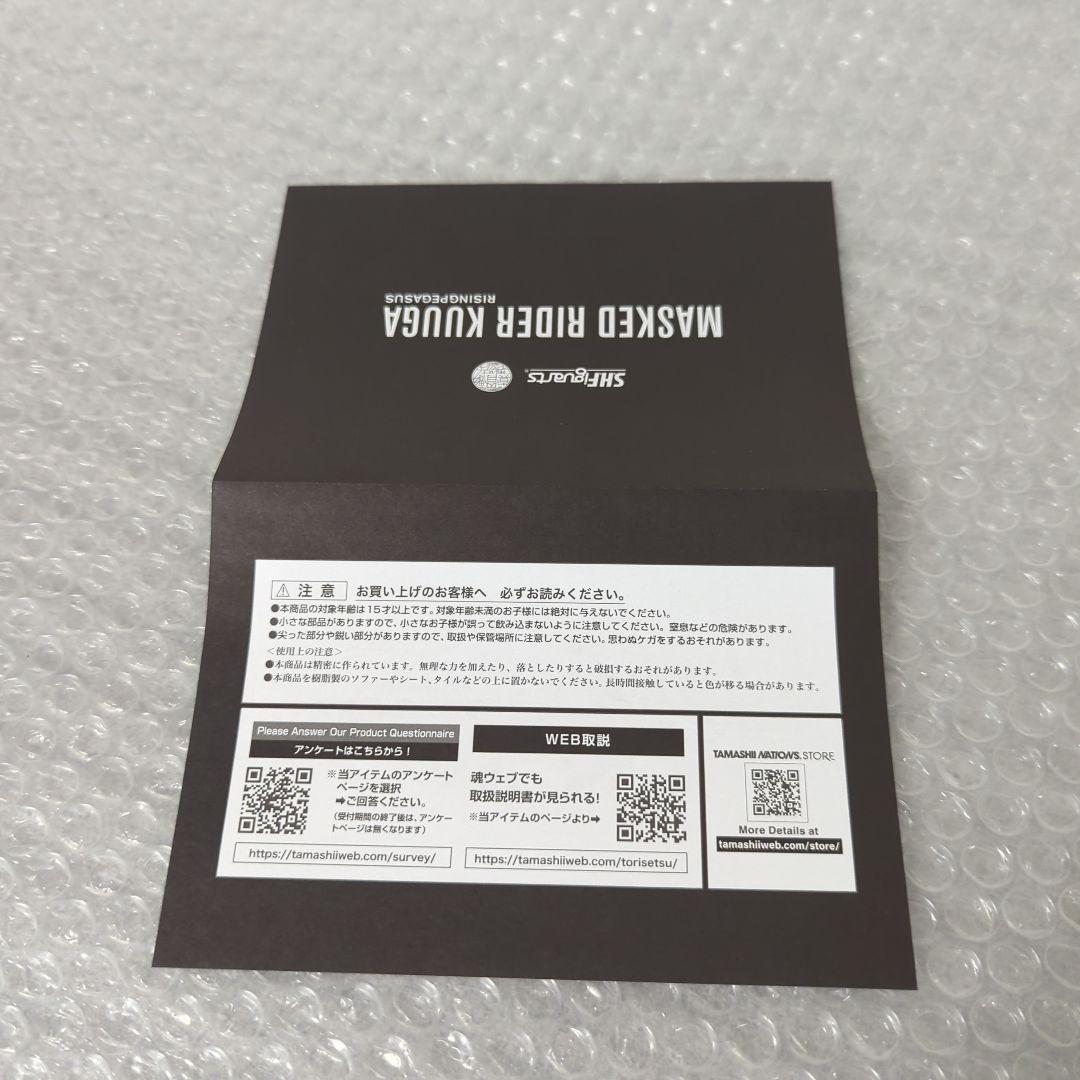 MASKED RIDER KUUGA
RISINGPEGASUS
S.H.Figuarts®
⚠ 注意 お買い上げのお客様へ 必ずお読みください。
●本商品の対象年齢は15才以上です。対象年齢未満のお子様には絶対に与えないでください。
●小さな部品がありますので、小さなお子様が誤って飲み込まないように注意してください。窒息などの危険があります。
●尖った部分や鋭い部分がありますので、取扱や保管場所に注意してください。思わぬケガをするおそれがあります。
<使用上の注意>
●本商品は精密に作られています。無理な力を加えたり、落としたりすると破損するおそれがあります。
●本商品を樹脂製のソファーやシート、タイルなどの上に置かないでください。長時間接触していると色が移る場合があります。
Please Answer Our Product Questionnaire
アンケートはこちらから!
※当アイテムのアンケート
ページを選択
➡ご回答ください。
(受付期間の終了後は、アンケー
トページは無くなります)
https://tamashiiweb.com/survey/
WEB取説
魂ウェブでも
取扱説明書が見られる!
※当アイテムのページより➡
https://tamashiiweb.com/torisetsu/
TAMASHII NATIONS STORE
More Details at
tamashiiweb.com/store/